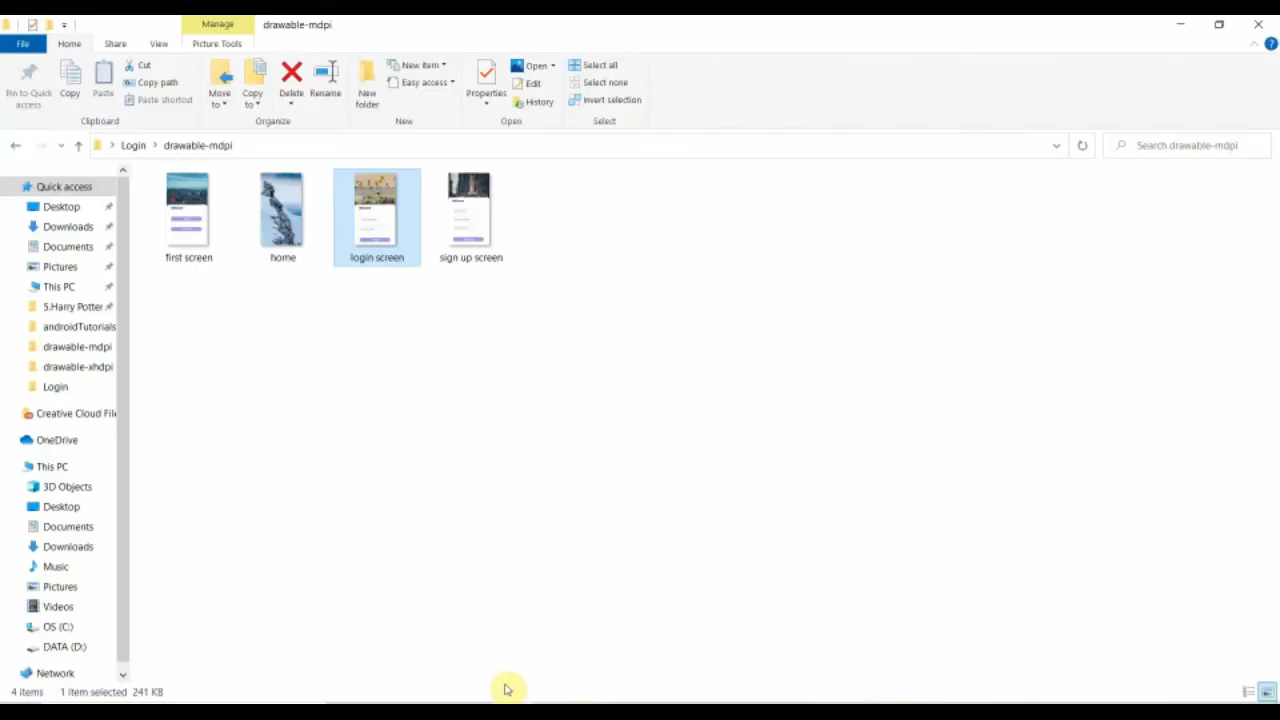 Manage
drawable-mdpi
File
Home
Share
View
Picture Tools
Pin to Quick access
Copy
Paste
Cut
Copy path
Paste shortcut
Clipboard
Move to
Copy to
Delete
Rename
Organize
New folder
New item
Easy access
New
Properties
Open
Edit
History
Open
Select all
Select none
Invert selection
Select
Login
drawable-mdpi
Search drawable-mdpi
Quick access
Desktop
Downloads
Documents
Pictures
This PC
5.Harry Potter
androidTutorials
drawable-mdpi
drawable-xhdpi
Login
Creative Cloud File
OneDrive
This PC
3D Objects
Desktop
Documents
Downloads
Music
Pictures
Videos
OS (C:)
DATA (D:)
Network
first screen
home
login screen
sign up screen
4 items
1 item selected 241 KB